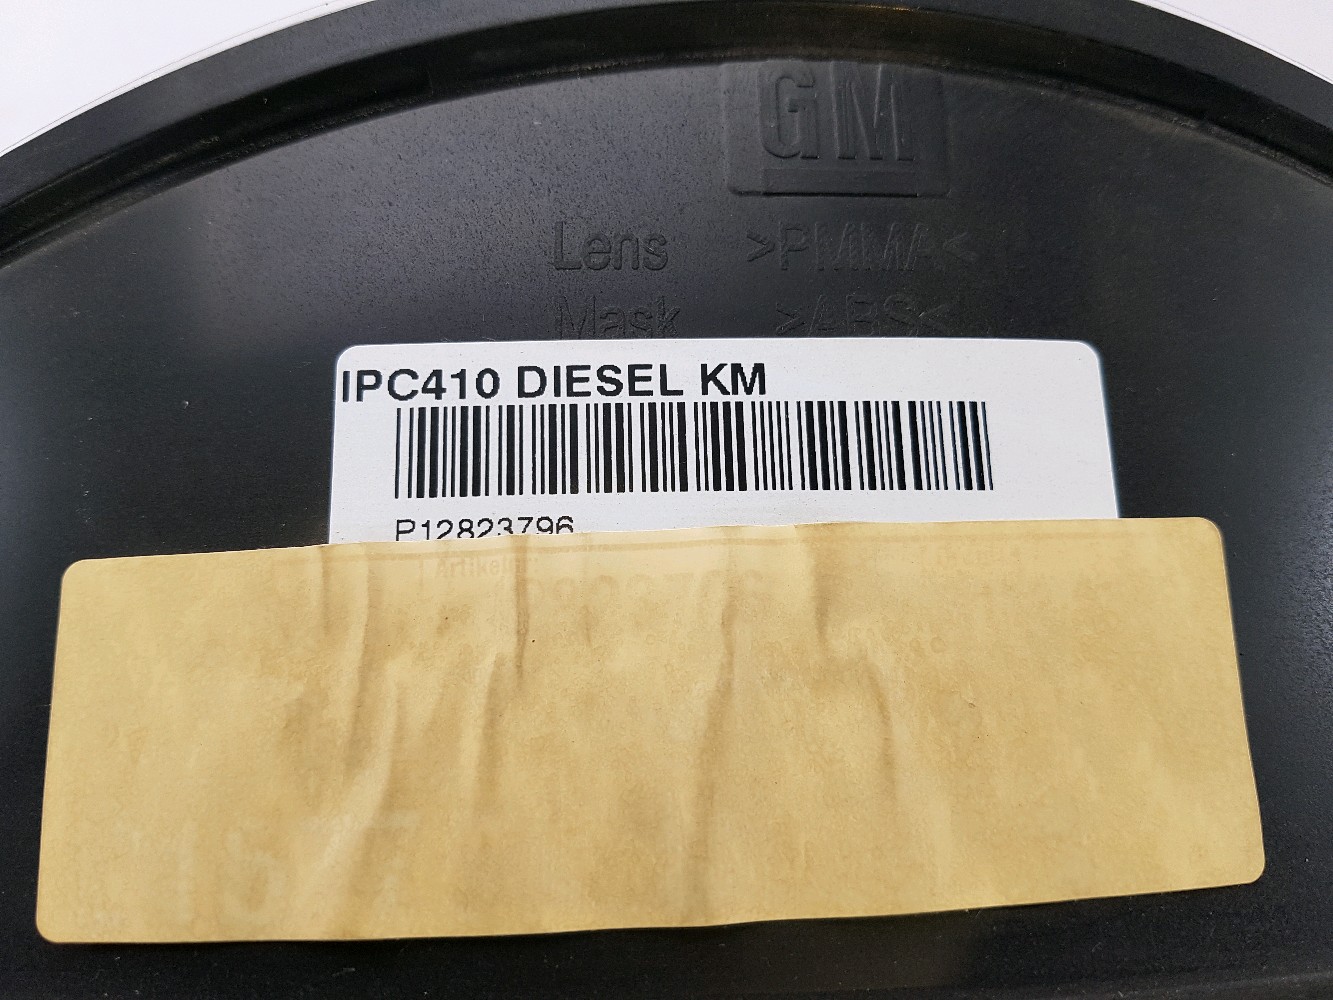 GM
Lens >PMMA<
Mask >ABS<
IPC410 DIESEL KM
P12823796